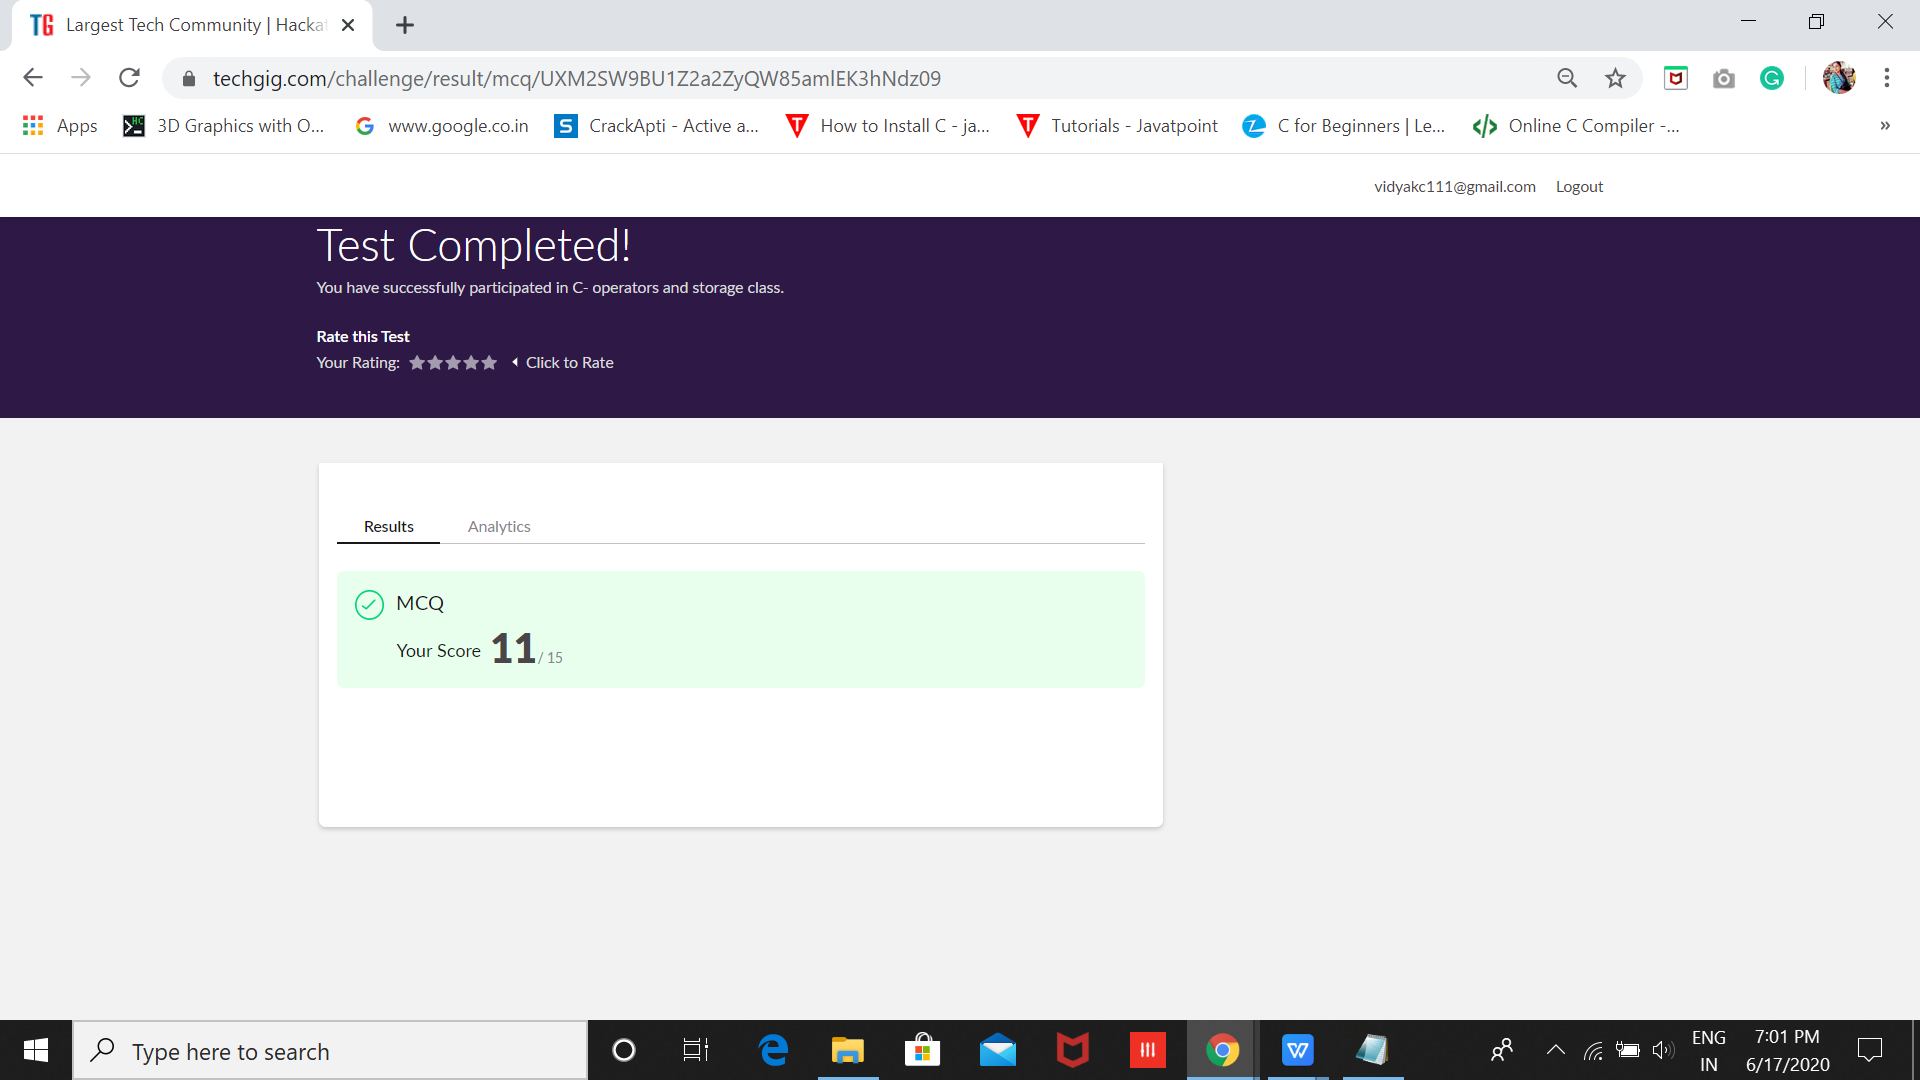 TG Largest Tech Community | Hacka
techgig.com/challenge/result/mcq/UXM2SW9BU1Z2a2ZyQW85amlEK3hNdz09
Apps 3D Graphics with O... www.google.co.in CrackApti - Active a... How to Install C - ja... Tutorials - Javatpoint C for Beginners | Le... Online C Compiler -...
vidyakc111@gmail.com Logout
Test Completed!
You have successfully participated in C- operators and storage class.
Rate this Test
Your Rating: Click to Rate
Results Analytics
MCQ
Your Score 11 / 15
Type here to search
ENG 7:01 PM
IN 6/17/2020